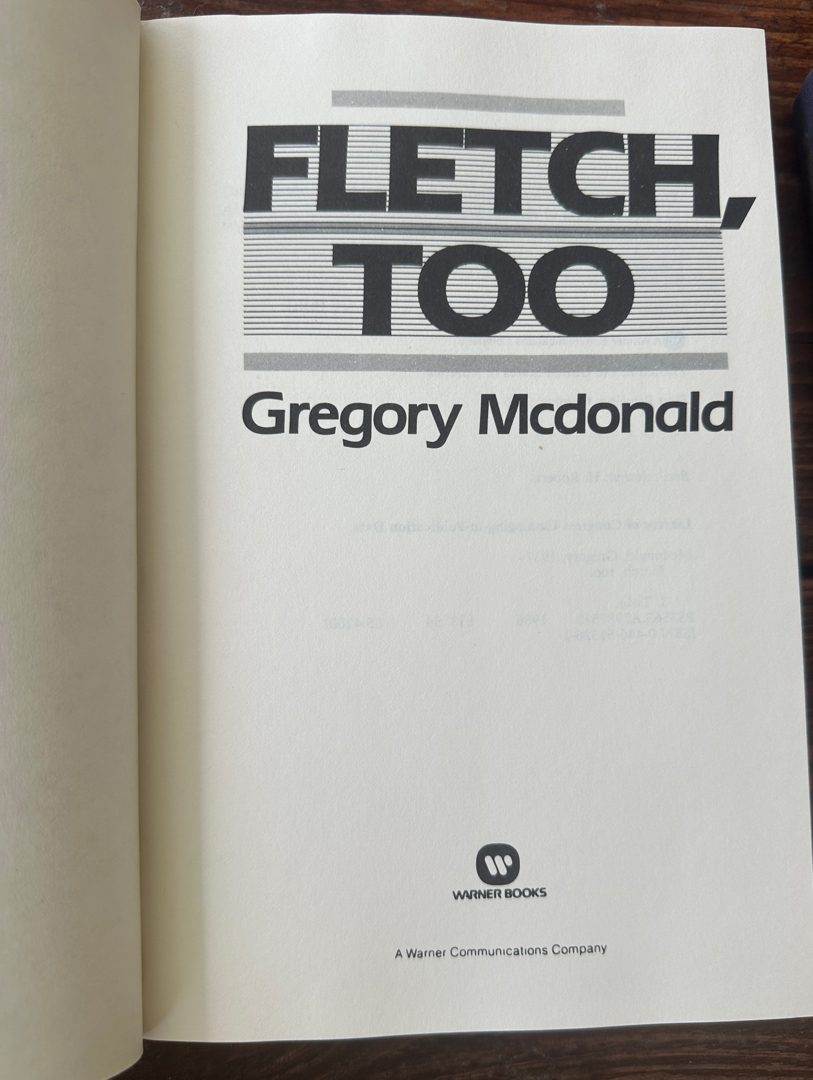 FLETCH,
TOO
Gregory Mcdonald
WARNER BOOKS
A Warner Communications Company